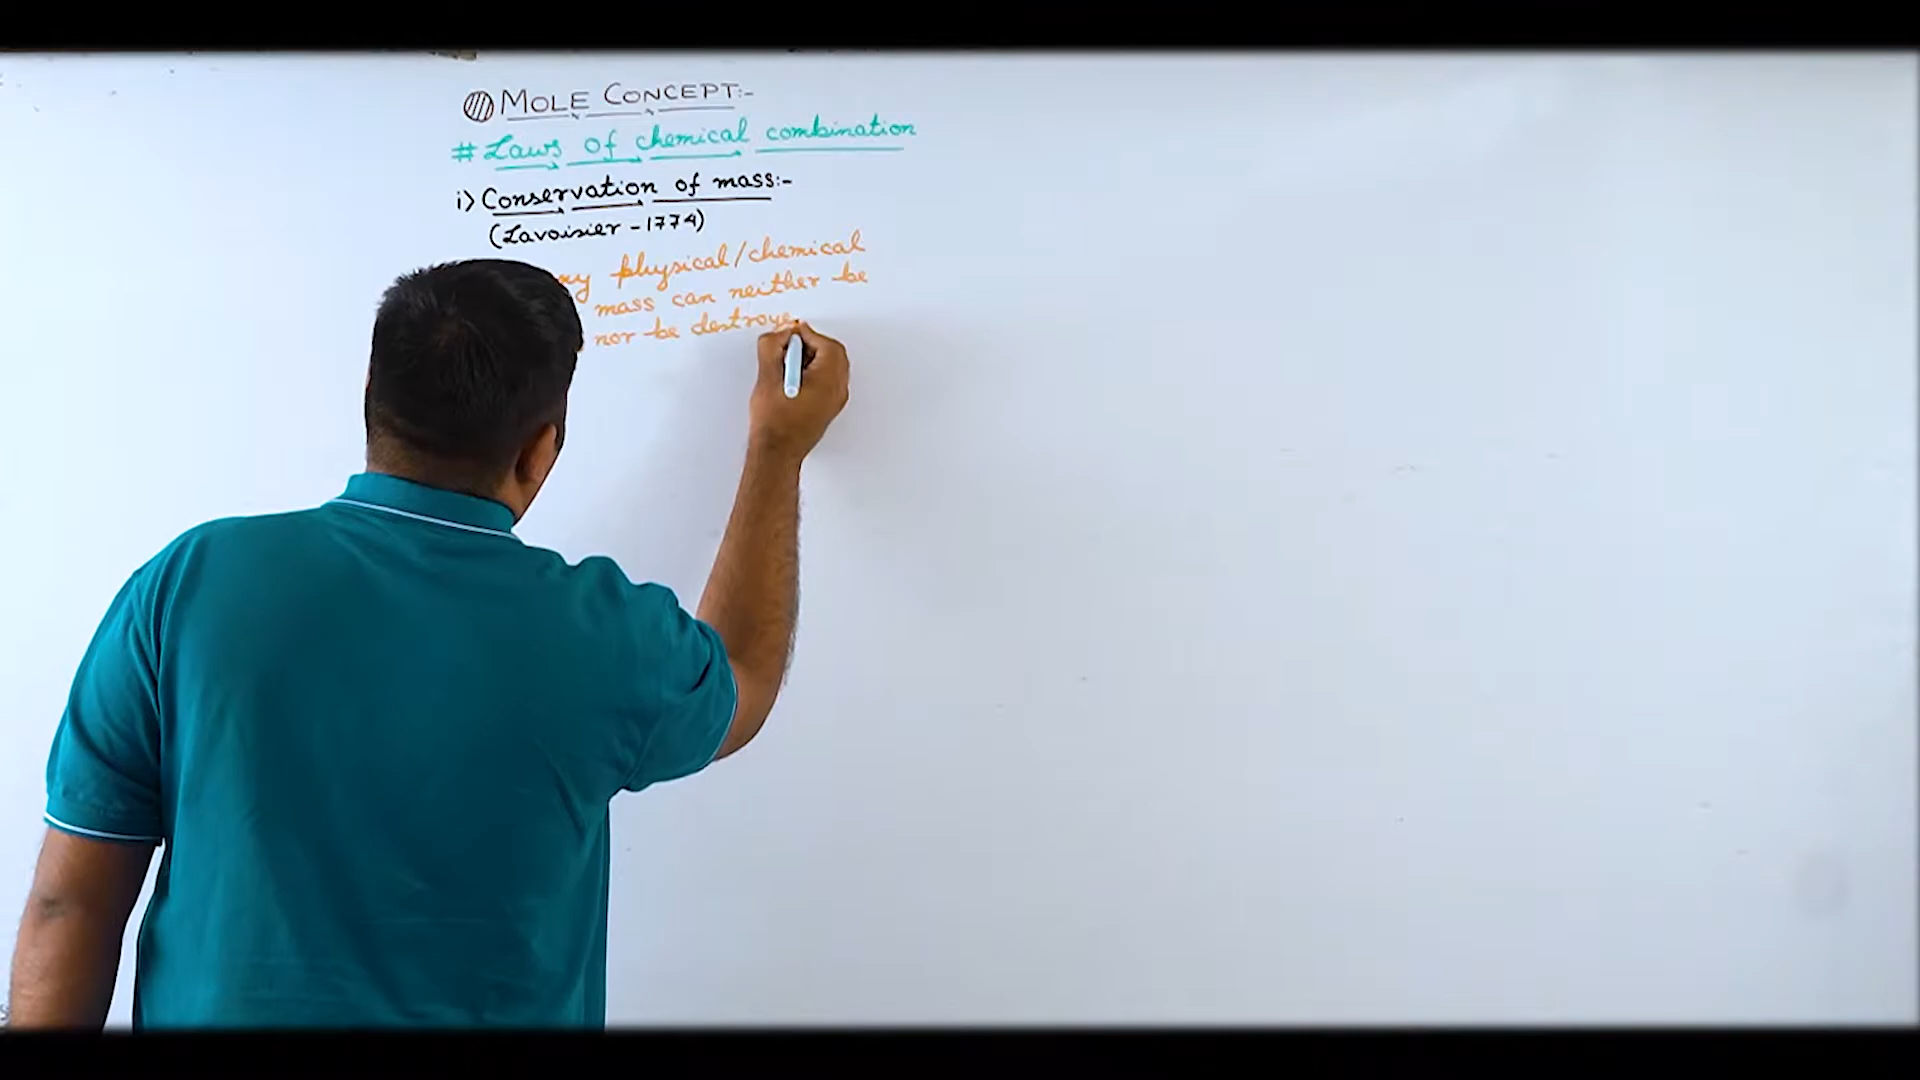 MOLE CONCEPT:-
# Laws of chemical combination
i) Conservation of mass:-
(Lavoisier - 1774)
physical/chemical
mass can neither be
nor be destroye